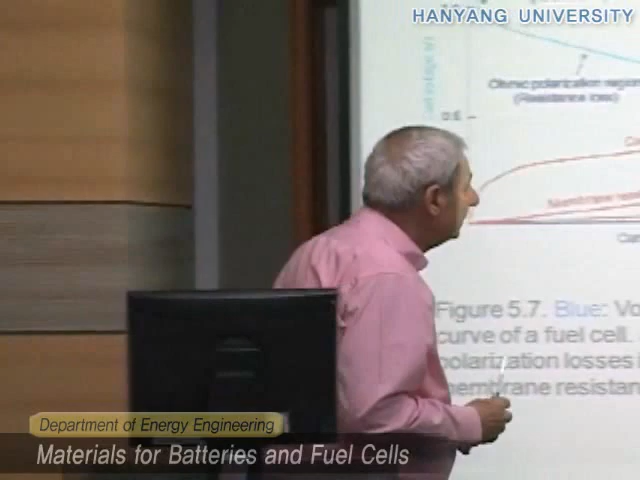 HANYANG UNIVERSITY
Ohmic polarization region
(Resistance loss)
0.6
Membrane
Figure 5.7. Blue: Vo
curve of a fuel cell.
polarization losses
membrane resistan
Department of Energy Engineering
Materials for Batteries and Fuel Cells